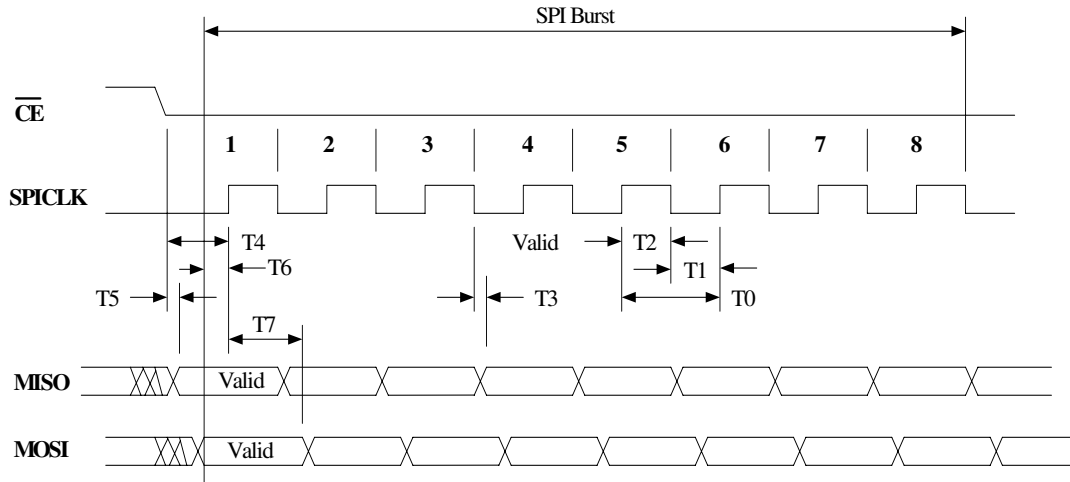 SPI Burst
CE
1 2 3 4 5 6 7 8
SPICLK
T4 Valid T2
T6 T1
T5 T3 T0
T7
MISO Valid
MOSI Valid